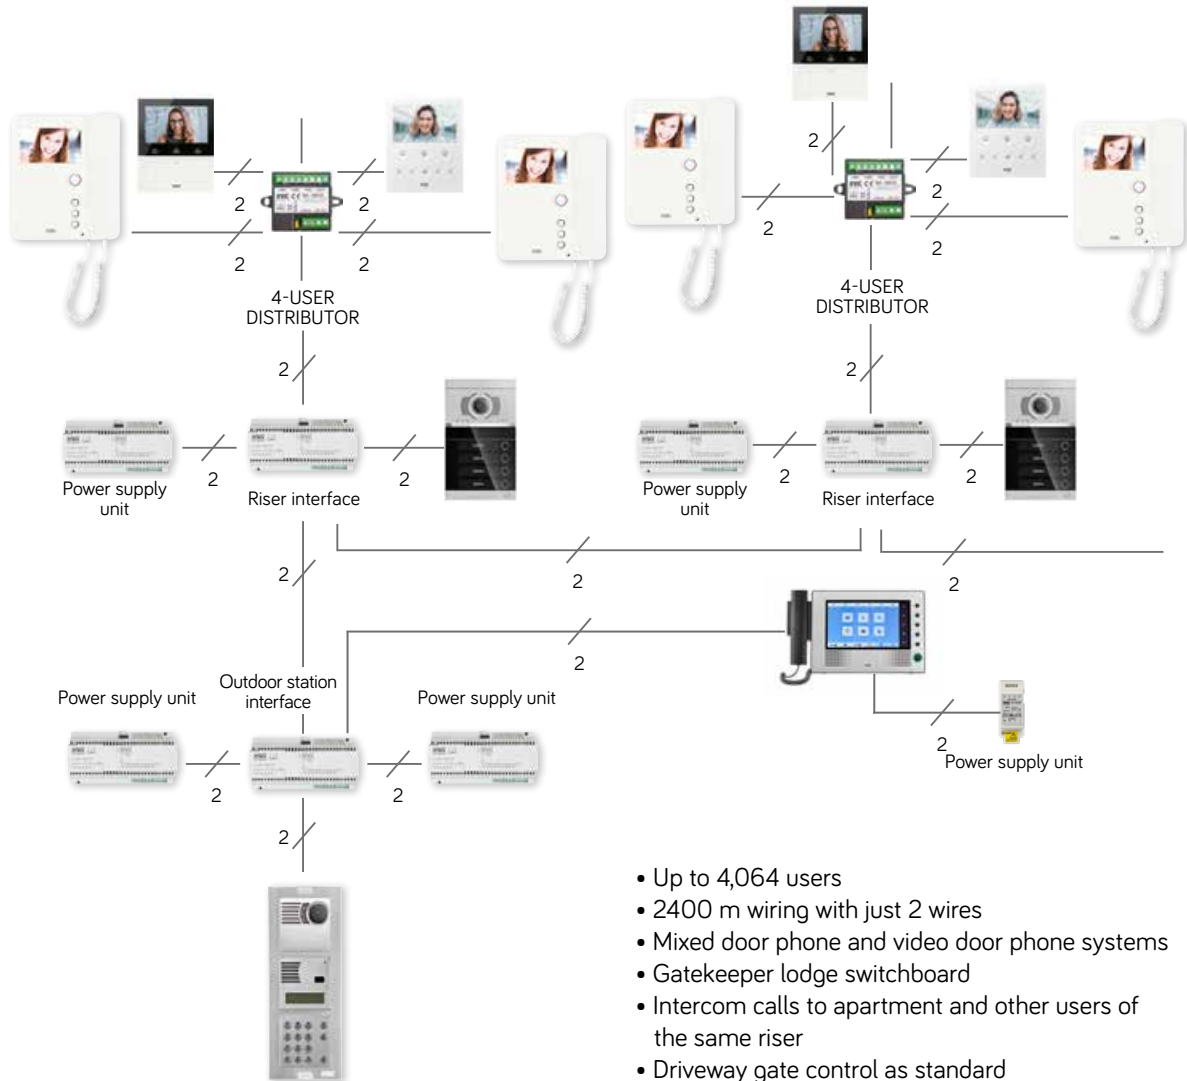 2
2
2
2
2
2
2
2
2
4-USER
DISTRIBUTOR
4-USER
DISTRIBUTOR
2
2
2
2
2
2
Power supply
unit
Riser interface
Power supply
unit
Riser interface
2
2
2
2
Power supply unit
Outdoor station
interface
Power supply unit
2
2
2
Power supply unit
2
• Up to 4,064 users
• 2400 m wiring with just 2 wires
• Mixed door phone and video door phone systems
• Gatekeeper lodge switchboard
• Intercom calls to apartment and other users of
the same riser
• Driveway gate control as standard